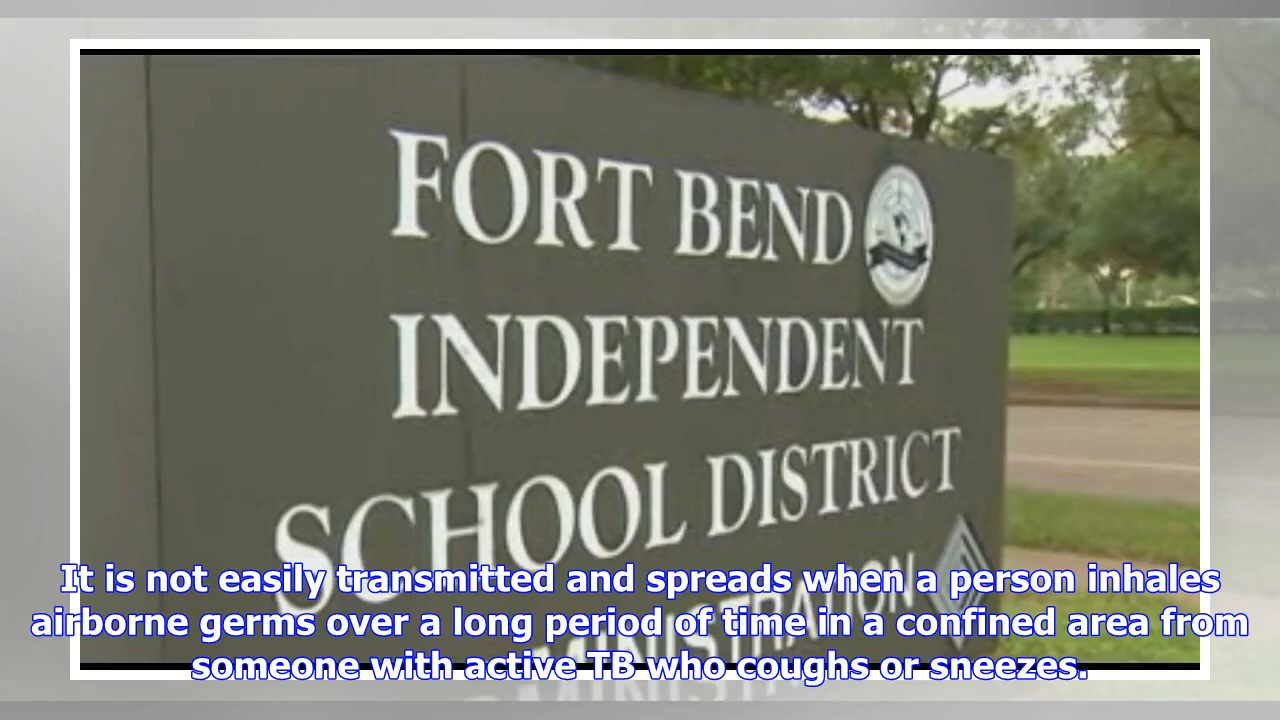 FORT BEND
INDEPENDENT
SCHOOL DISTRICT
It is not easily transmitted and spreads when a person inhales
airborne germs over a long period of time in a confined area from
someone with active TB who coughs or sneezes.